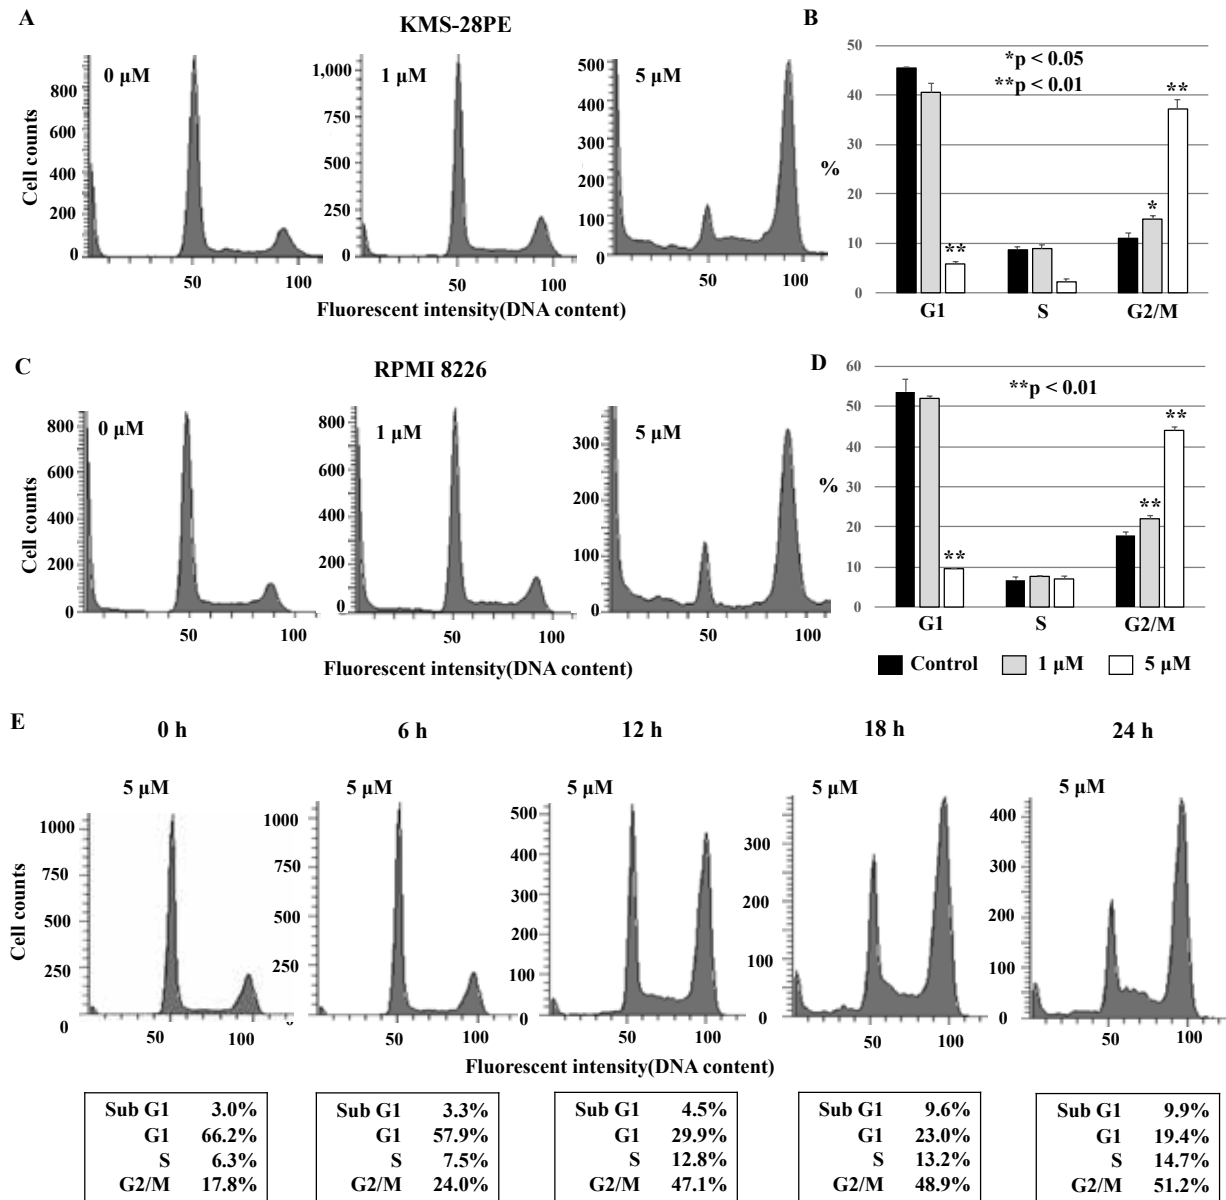 A
KMS-28PE
0 µM
1 µM
5 µM
Cell counts
800
600
400
200
0
1,000
750
500
250
0
500
400
300
200
100
0
50
100
50
100
50
100
Fluorescent intensity(DNA content)
B
*p < 0.05
**p < 0.01
%
50
40
30
20
10
0
**
*
**
G1
S
G2/M
C
RPMI 8226
0 µM
1 µM
5 µM
Cell counts
800
600
400
200
0
800
600
400
200
0
300
200
100
0
50
100
50
100
50
100
Fluorescent intensity(DNA content)
D
**p < 0.01
%
60
50
40
30
20
10
0
**
**
**
G1
S
G2/M
Control
1 µM
5 µM
E
0 h
6 h
12 h
18 h
24 h
5 µM
5 µM
5 µM
5 µM
5 µM
Cell counts
1000
750
500
250
0
1000
750
500
250
500
400
300
200
100
0
300
200
100
0
400
300
200
100
0
50
100
50
100
50
100
50
100
50
100
Fluorescent intensity(DNA content)
Sub G1 3.0%
G1 66.2%
S 6.3%
G2/M 17.8%
Sub G1 3.3%
G1 57.9%
S 7.5%
G2/M 24.0%
Sub G1 4.5%
G1 29.9%
S 12.8%
G2/M 47.1%
Sub G1 9.6%
G1 23.0%
S 13.2%
G2/M 48.9%
Sub G1 9.9%
G1 19.4%
S 14.7%
G2/M 51.2%